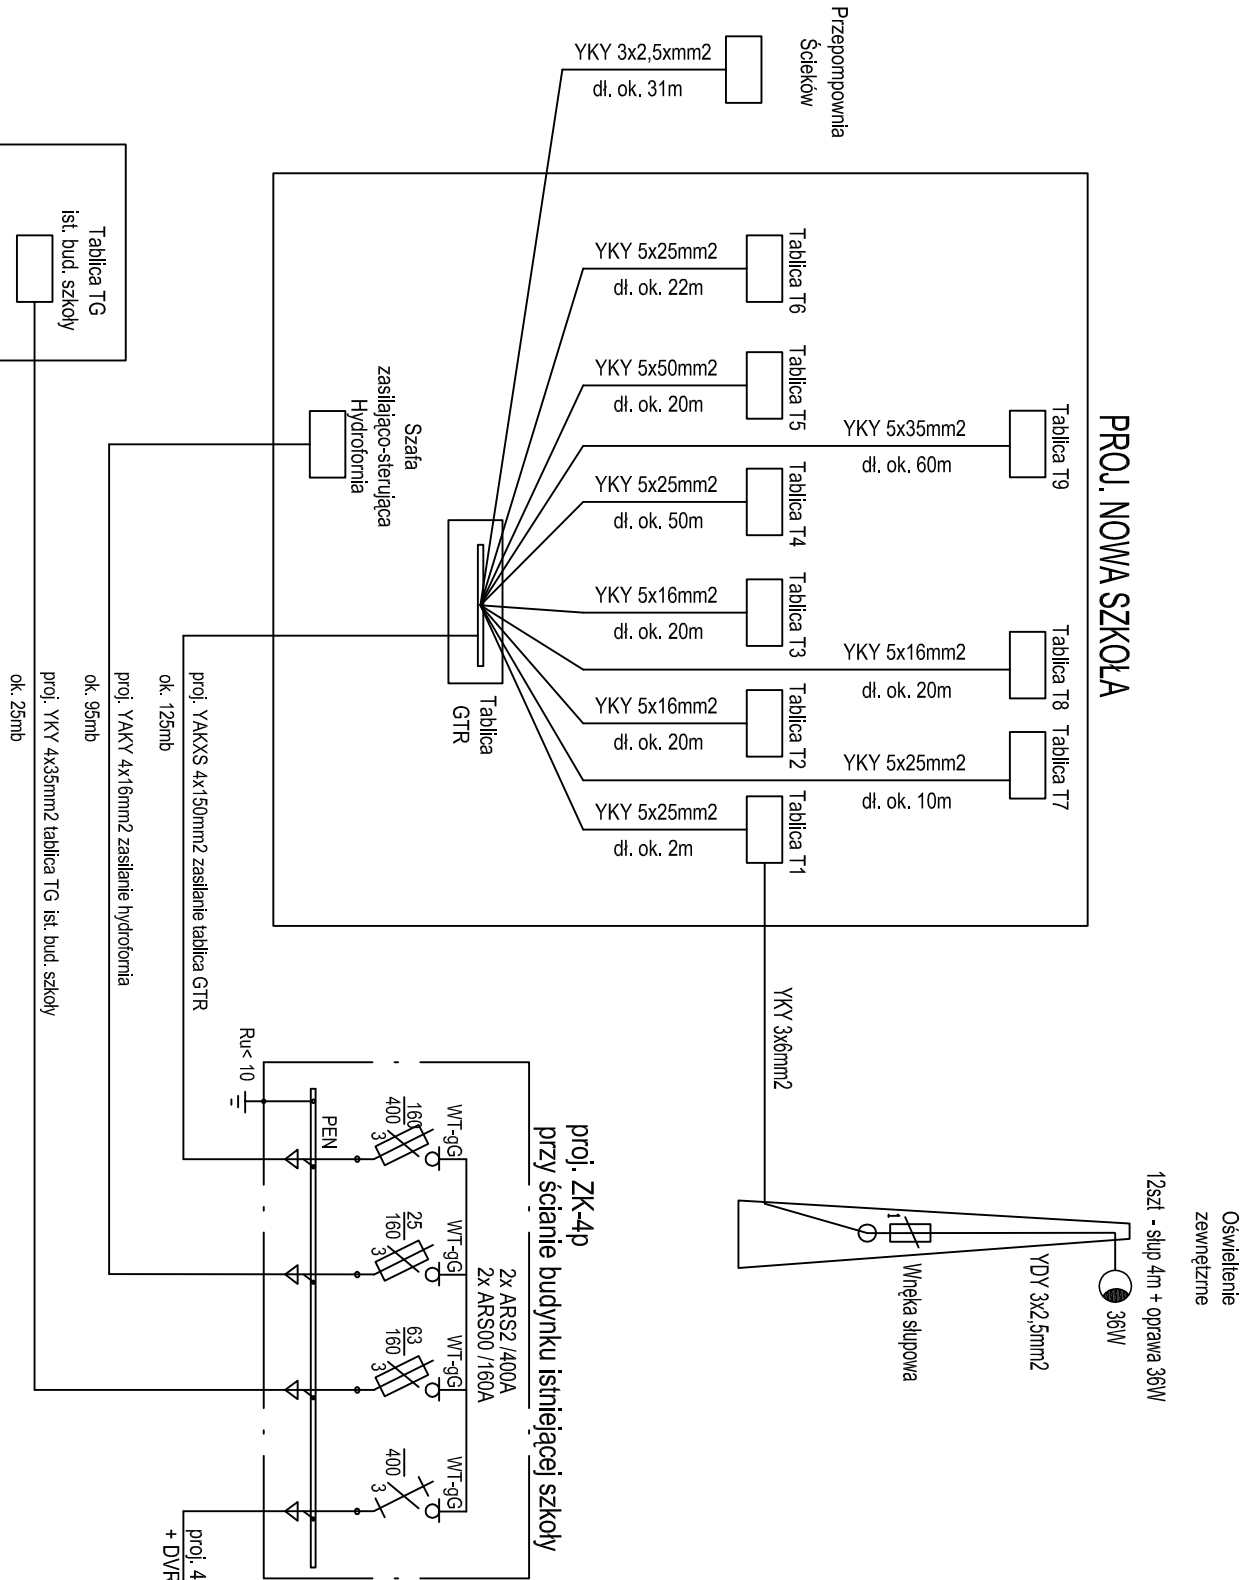 Przepompownia
Ścieków
YKY 3x2,5xmm2
dł. ok. 31m
PROJ. NOWA SZKOŁA
Tablica T6
YKY 5x25mm2
dł. ok. 22m
Tablica T5
YKY 5x50mm2
dł. ok. 20m
Tablica T9
YKY 5x35mm2
dł. ok. 60m
Tablica T4
YKY 5x25mm2
dł. ok. 50m
Tablica T3
YKY 5x16mm2
dł. ok. 20m
Tablica T8
YKY 5x16mm2
dł. ok. 20m
Tablica T2
YKY 5x16mm2
dł. ok. 20m
Tablica T7
YKY 5x25mm2
dł. ok. 10m
Tablica T1
YKY 5x25mm2
dł. ok. 2m
Szafa
zasilająco-sterująca
Hydrofornia
Tablica
GTR
Tablica TG
ist. bud. szkoły
proj. YAKXS 4x150mm2 zasilanie tablica GTR
ok. 125mb
proj. YAKY 4x16mm2 zasilanie hydrofornia
ok. 95mb
proj. YKY 4x35mm2 tablica TG ist. bud. szkoły
ok. 25mb
YKY 3x6mm2
Oświeltenie
zewnętzrne
12szt - słup 4m + oprawa 36W
36W
YDY 3x2,5mm2
Wnęka słupowa
1
proj. ZK-4p
przy ścianie budynku istniejącej szkoły
2x ARS2 /400A
2x ARS00 /160A
WT-gG
160
400
3
WT-gG
25
160
3
WT-gG
63
160
3
WT-gG
400
3
PEN
Ru< 10
proj. 4
+ DVR